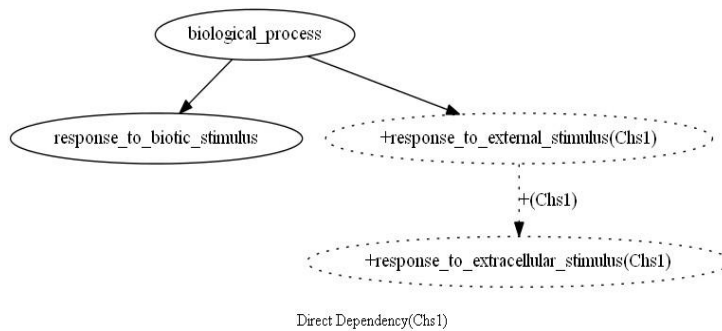 biological_process
response_to_biotic_stimulus
+response_to_external_stimulus(Chs1)
+(Chs1)
+response_to_extracellular_stimulus(Chs1)
Direct Dependency(Chs1)